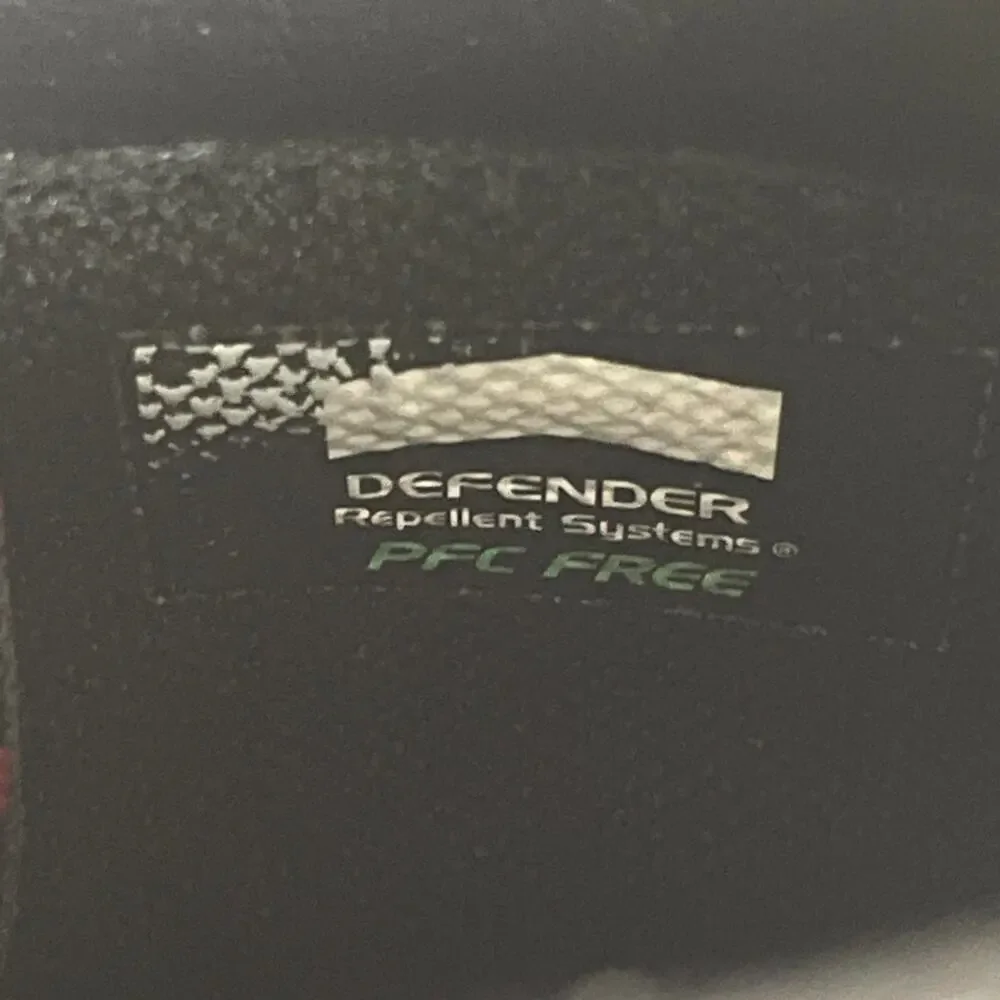 DEFENDER
Repellent Systems®
PFC FREE